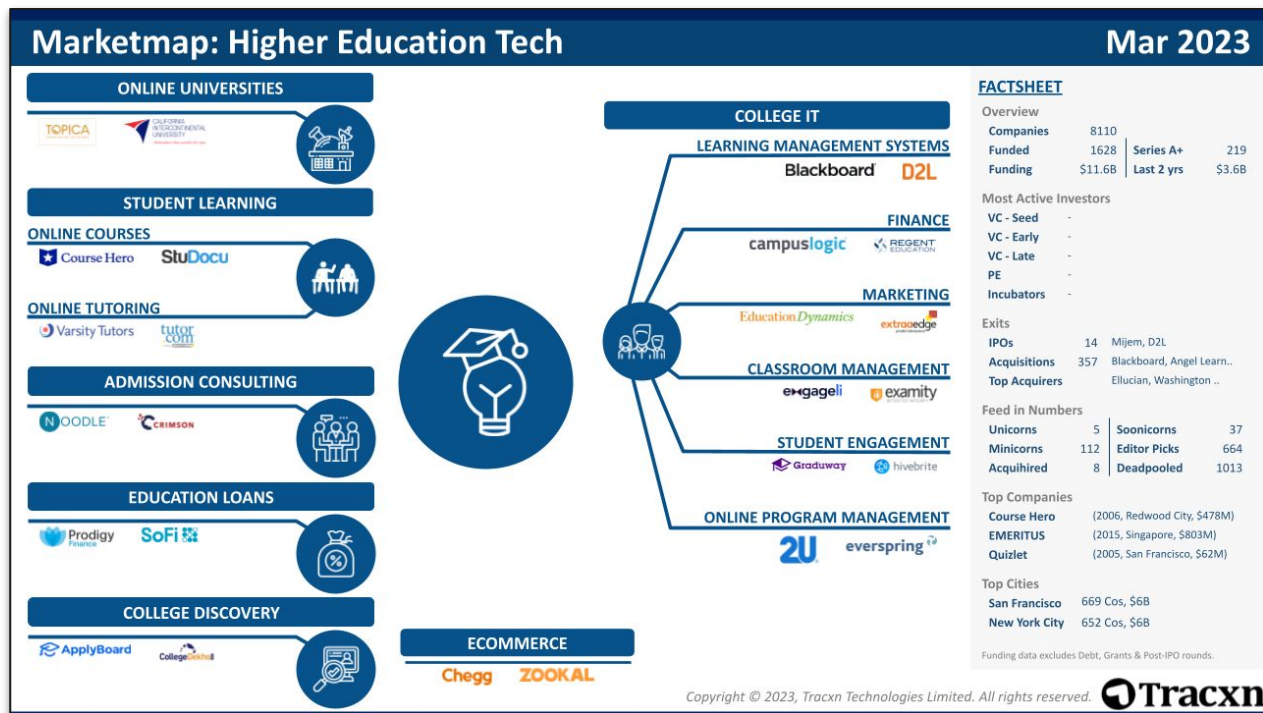 Marketmap: Higher Education Tech
Mar 2023
ONLINE UNIVERSITIES
TOPICA
CALIFORNIA
INTERCONTINENTAL
UNIVERSITY
STUDENT LEARNING
ONLINE COURSES
Course Hero
StuDocu
ONLINE TUTORING
Varsity Tutors
tutor
.com
ADMISSION CONSULTING
NOODLE
CRIMSON
EDUCATION LOANS
Prodigy
Finance
SoFi
%
COLLEGE DISCOVERY
ApplyBoard
CollegeDekho
ECOMMERCE
Chegg
ZOOKAL
COLLEGE IT
LEARNING MANAGEMENT SYSTEMS
Blackboard
D2L
FINANCE
campuslogic
REGENT
EDUCATION
MARKETING
EducationDynamics
extraaedge
CLASSROOM MANAGEMENT
engageli
examity
STUDENT ENGAGEMENT
Graduway
hivebrite
ONLINE PROGRAM MANAGEMENT
2U
everspring
FACTSHEET
Overview
Companies 8110
Funded 1628 Series A+ 219
Funding $11.6B Last 2 yrs $3.6B
Most Active Investors
VC - Seed -
VC - Early -
VC - Late -
PE -
Incubators -
Exits
IPOs 14 Mijem, D2L
Acquisitions 357 Blackboard, Angel Learn..
Top Acquirers Ellucian, Washington ..
Feed in Numbers
Unicorns 5 Soonicorns 37
Minicorns 112 Editor Picks 664
Acquihired 8 Deadpooled 1013
Top Companies
Course Hero (2006, Redwood City, $478M)
EMERITUS (2015, Singapore, $803M)
Quizlet (2005, San Francisco, $62M)
Top Cities
San Francisco 669 Cos, $6B
New York City 652 Cos, $6B
Funding data excludes Debt, Grants & Post-IPO rounds.
Copyright © 2023, Tracxn Technologies Limited. All rights reserved.
Tracxn